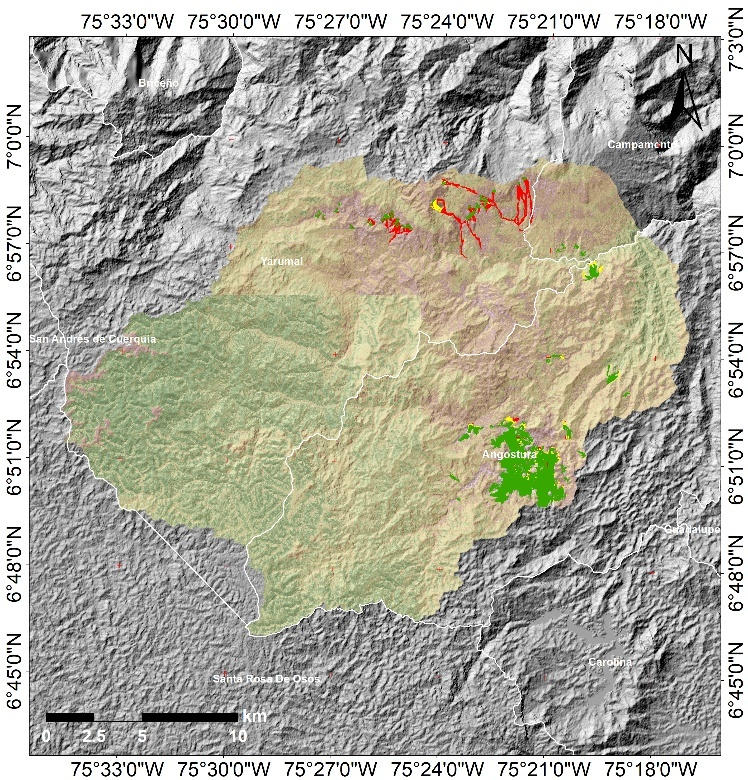 75°33'0"W 75°30'0"W 75°27'0"W 75°24'0"W 75°21'0"W 75°18'0"W
7°3'0"N
N
Briceño
7°0'0"N
Campamento
7°0'0"N
6°57'0"N
6°57'0"N
Yarumal
San Andrés de Cuerquia
6°54'0"N
6°54'0"N
Angostura
6°51'0"N
6°51'0"N
Guadalupe
6°48'0"N
6°48'0"N
Carolina
Santa Rosa De Osos
6°45'0"N
6°45'0"N
km
0 2.5 5 10
75°33'0"W 75°30'0"W 75°27'0"W 75°24'0"W 75°21'0"W 75°18'0"W